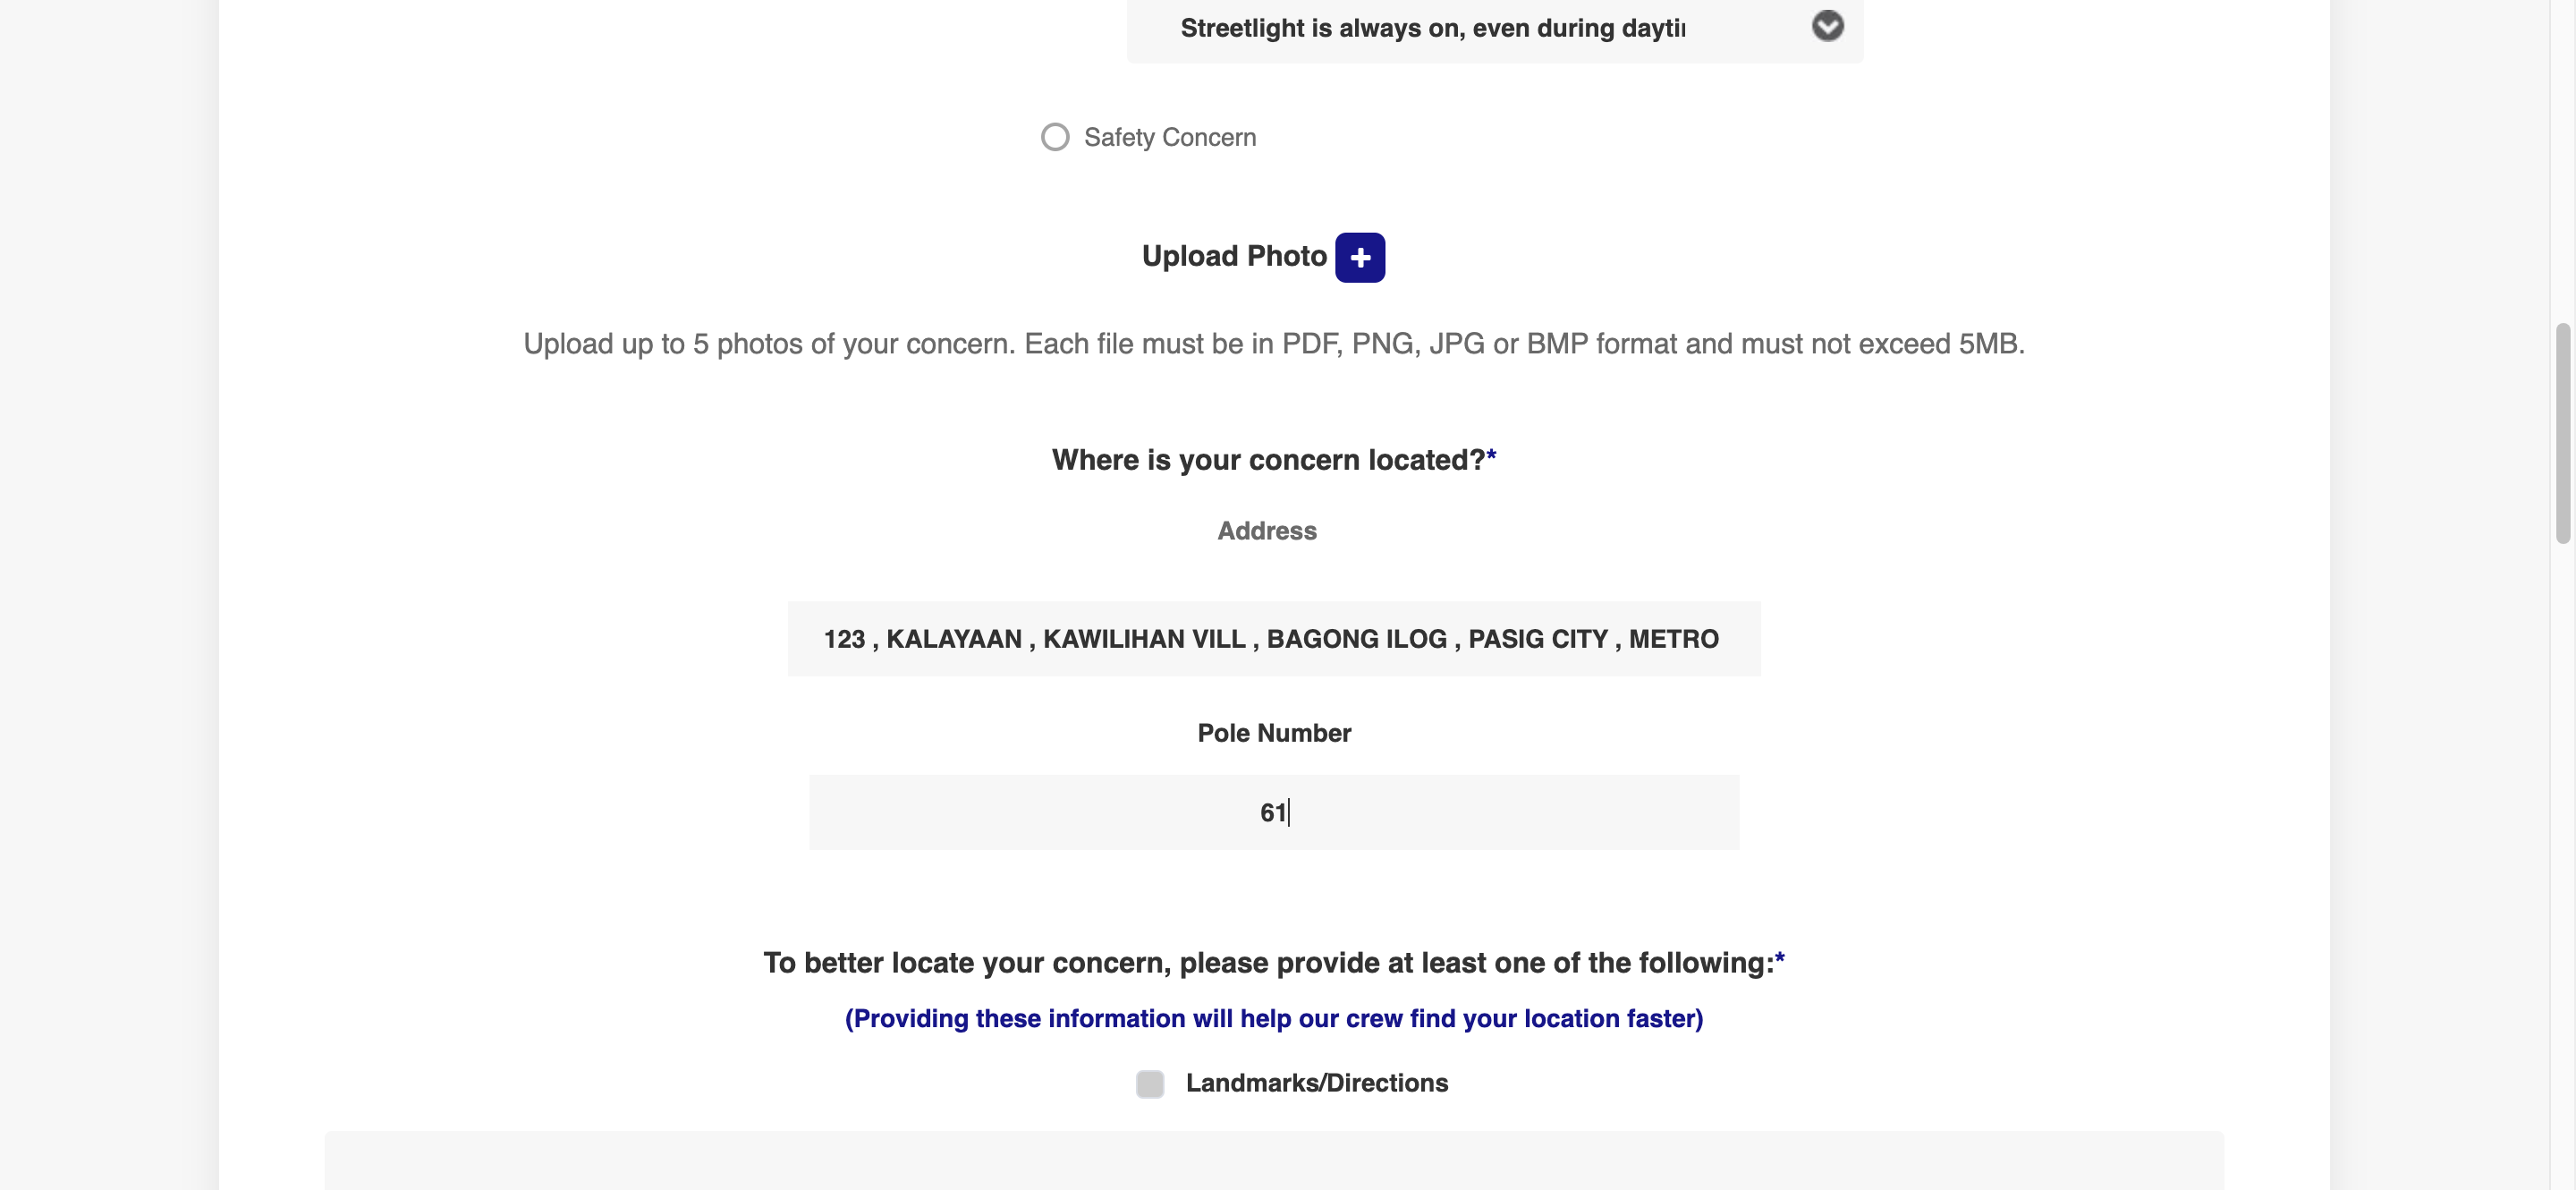 Streetlight is always on, even during
Safety Concern
Upload Photo +
Upload up to 5 photos of your concern. Each file must be in PDF, PNG, JPG or BMP format and must not exceed 5MB.
Where is your concern located?*
Address
123 , KALAYAAN , KAWILIHAN VILL , BAGONG ILOG , PASIG CITY , METRO
Pole Number
61
To better locate your concern, please provide at least one of the following:*
(Providing these information will help our crew find your location faster)
Landmarks/Directions